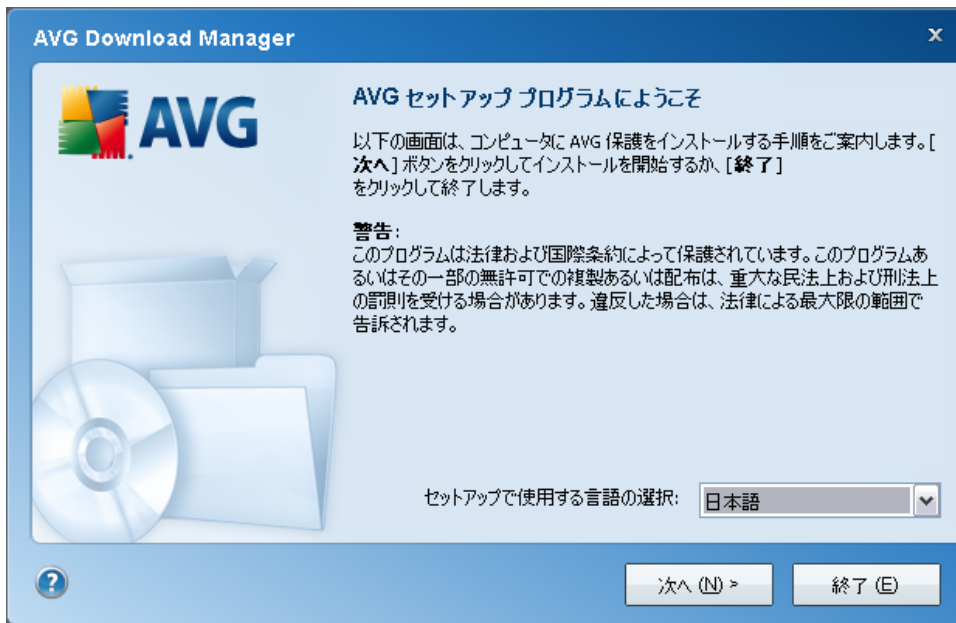 AVG Download Manager
x
AVG
AVG セットアップ プログラムにようこそ
以下の画面は、コンピュータに AVG 保護をインストールする手順をご案内します。[
次へ] ボタンをクリックしてインストールを開始するか、[終了]
をクリックして終了します。
警告:
このプログラムは法律および国際条約によって保護されています。このプログラムあ
るいはその一部の無許可での複製あるいは配布は、重大な民法上および刑法上
の罰則を受ける場合があります。違反した場合は、法律による最大限の範囲で
告訴されます。
セットアップで使用する言語の選択:
日本語
?
次へ (N) >
終了 (E)